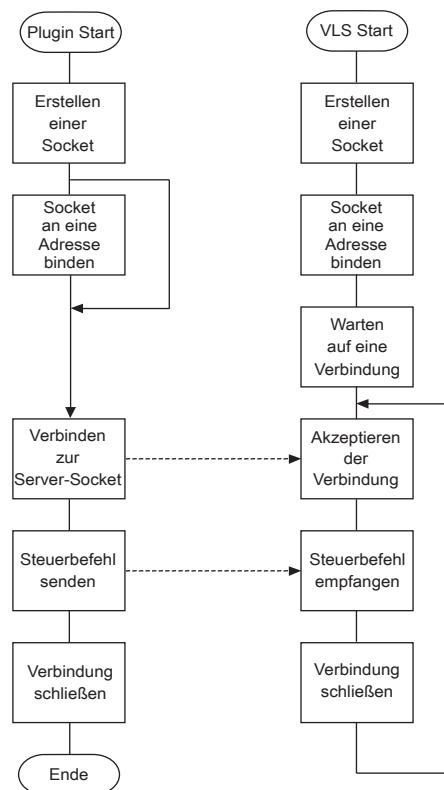 Plugin Start
Erstellen
einer
Socket
Socket
an eine
Adresse
binden
Verbinden
zur
Server-Socket
Steuerbefehl
senden
Verbindung
schließen
Ende
VLS Start
Erstellen
einer
Socket
Socket
an eine
Adresse
binden
Warten
auf eine
Verbindung
Akzeptieren
der
Verbindung
Steuerbefehl
empfangen
Verbindung
schließen